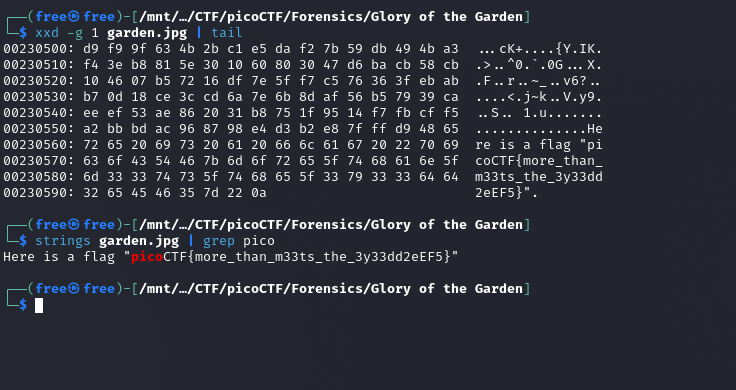 ┌──(free㉿free)-[/mnt/…/CTF/picoCTF/Forensics/Glory of the Garden]
└─$ xxd -g 1 garden.jpg | tail
00230500: d9 f9 9f 63 4b 2b c1 e5 da f2 7b 59 db 49 4b a3  ...cK+....{Y.IK.
00230510: f4 3e b8 81 5e 30 10 60 80 30 47 d6 ba cb 58 cb  .>..^0.`.0G...X.
00230520: 10 46 07 b5 72 16 df 7e 5f f7 c5 76 36 3f eb ab  .F..r..~_..v6?..
00230530: b7 0d 18 ce 3c cd 6a 7e 6b 8d af 56 b5 79 39 ca  ....<.j~k..V.y9.
00230540: ee ef 53 ae 86 20 31 b8 75 1f 95 14 f7 fb cf f5  ..S.. 1.u.......
00230550: a2 bb bd ac 96 87 98 e4 d3 b2 e8 7f ff d9 48 65  ..............He
00230560: 72 65 20 69 73 20 61 20 66 6c 61 67 20 22 70 69  re is a flag "pi
00230570: 63 6f 43 54 46 7b 6d 6f 72 65 5f 74 68 61 6e 5f  coCTF{more_than_
00230580: 6d 33 33 74 73 5f 74 68 65 5f 33 79 33 33 64 64  m33ts_the_3y33dd
00230590: 32 65 45 46 35 7d 22 0a  2eEF5}".
┌──(free㉿free)-[/mnt/…/CTF/picoCTF/Forensics/Glory of the Garden]
└─$ strings garden.jpg | grep pico
Here is a flag "picoCTF{more_than_m33ts_the_3y33dd2eEF5}"
┌──(free㉿free)-[/mnt/…/CTF/picoCTF/Forensics/Glory of the Garden]
└─$